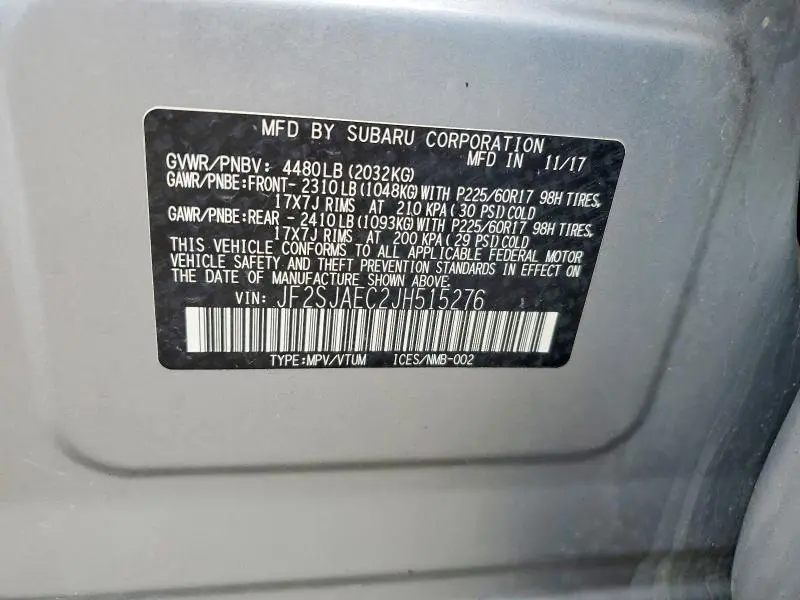 MFD BY SUBARU CORPORATION
MFD IN 11/17
GVWR/PNBV: 4480LB(2032KG)
GAWR/PNBE:FRONT- 2310LB(1048KG)WITH P225/60R17 98H TIRES,
17X7J RIMS AT 210 KPA( 30 PSI)COLD
GAWR/PNBE:REAR - 2410LB(1093KG)WITH P225/60R17 98H TIRES,
17X7J RIMS AT 200 KPA( 29 PSI)COLD
THIS VEHICLE CONFORMS TO ALL APPLICABLE FEDERAL MOTOR
VEHICLE SAFETY AND THEFT PREVENTION STANDARDS IN EFFECT ON
THE DATE OF MANUFACTURE SHOWN ABOVE:
VIN: JF2SJAEC2JH515276
TYPE:MPV/VTUM ICES/NMB-002